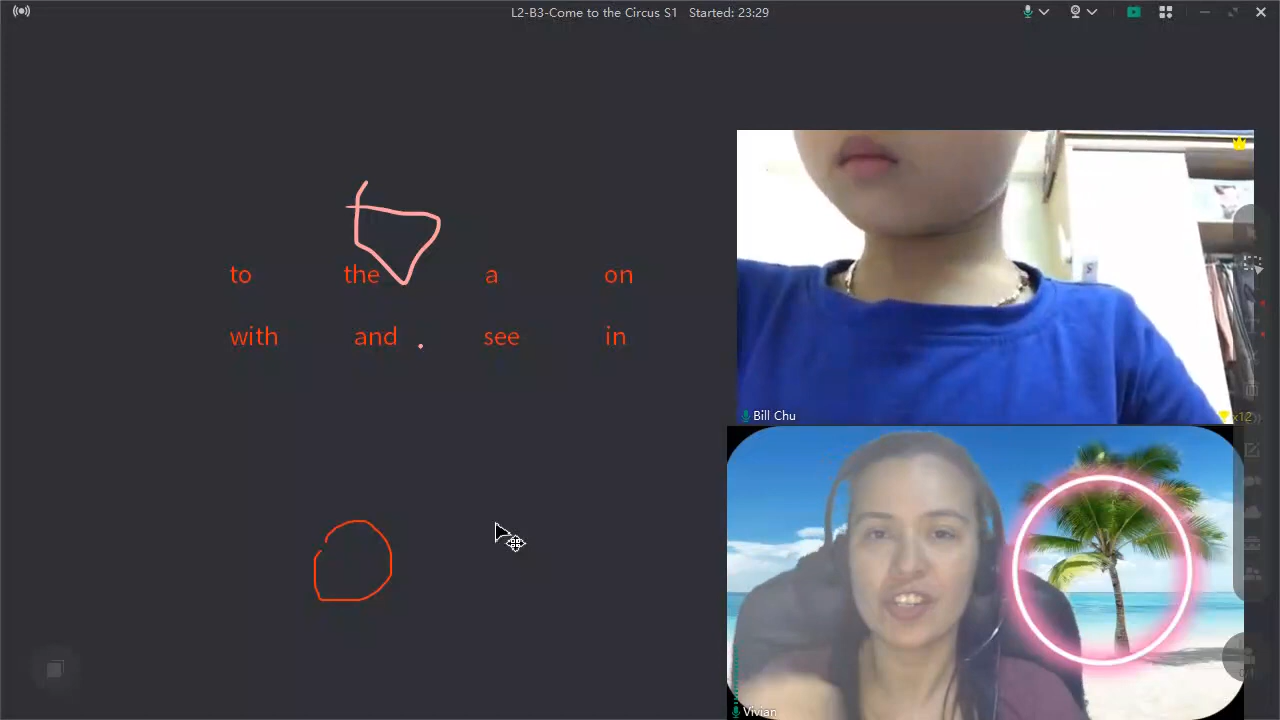 L2-B3-Come to the Circus S1 Started: 23:29
to the a on
with and see in
Bill Chu
x12
Vivian